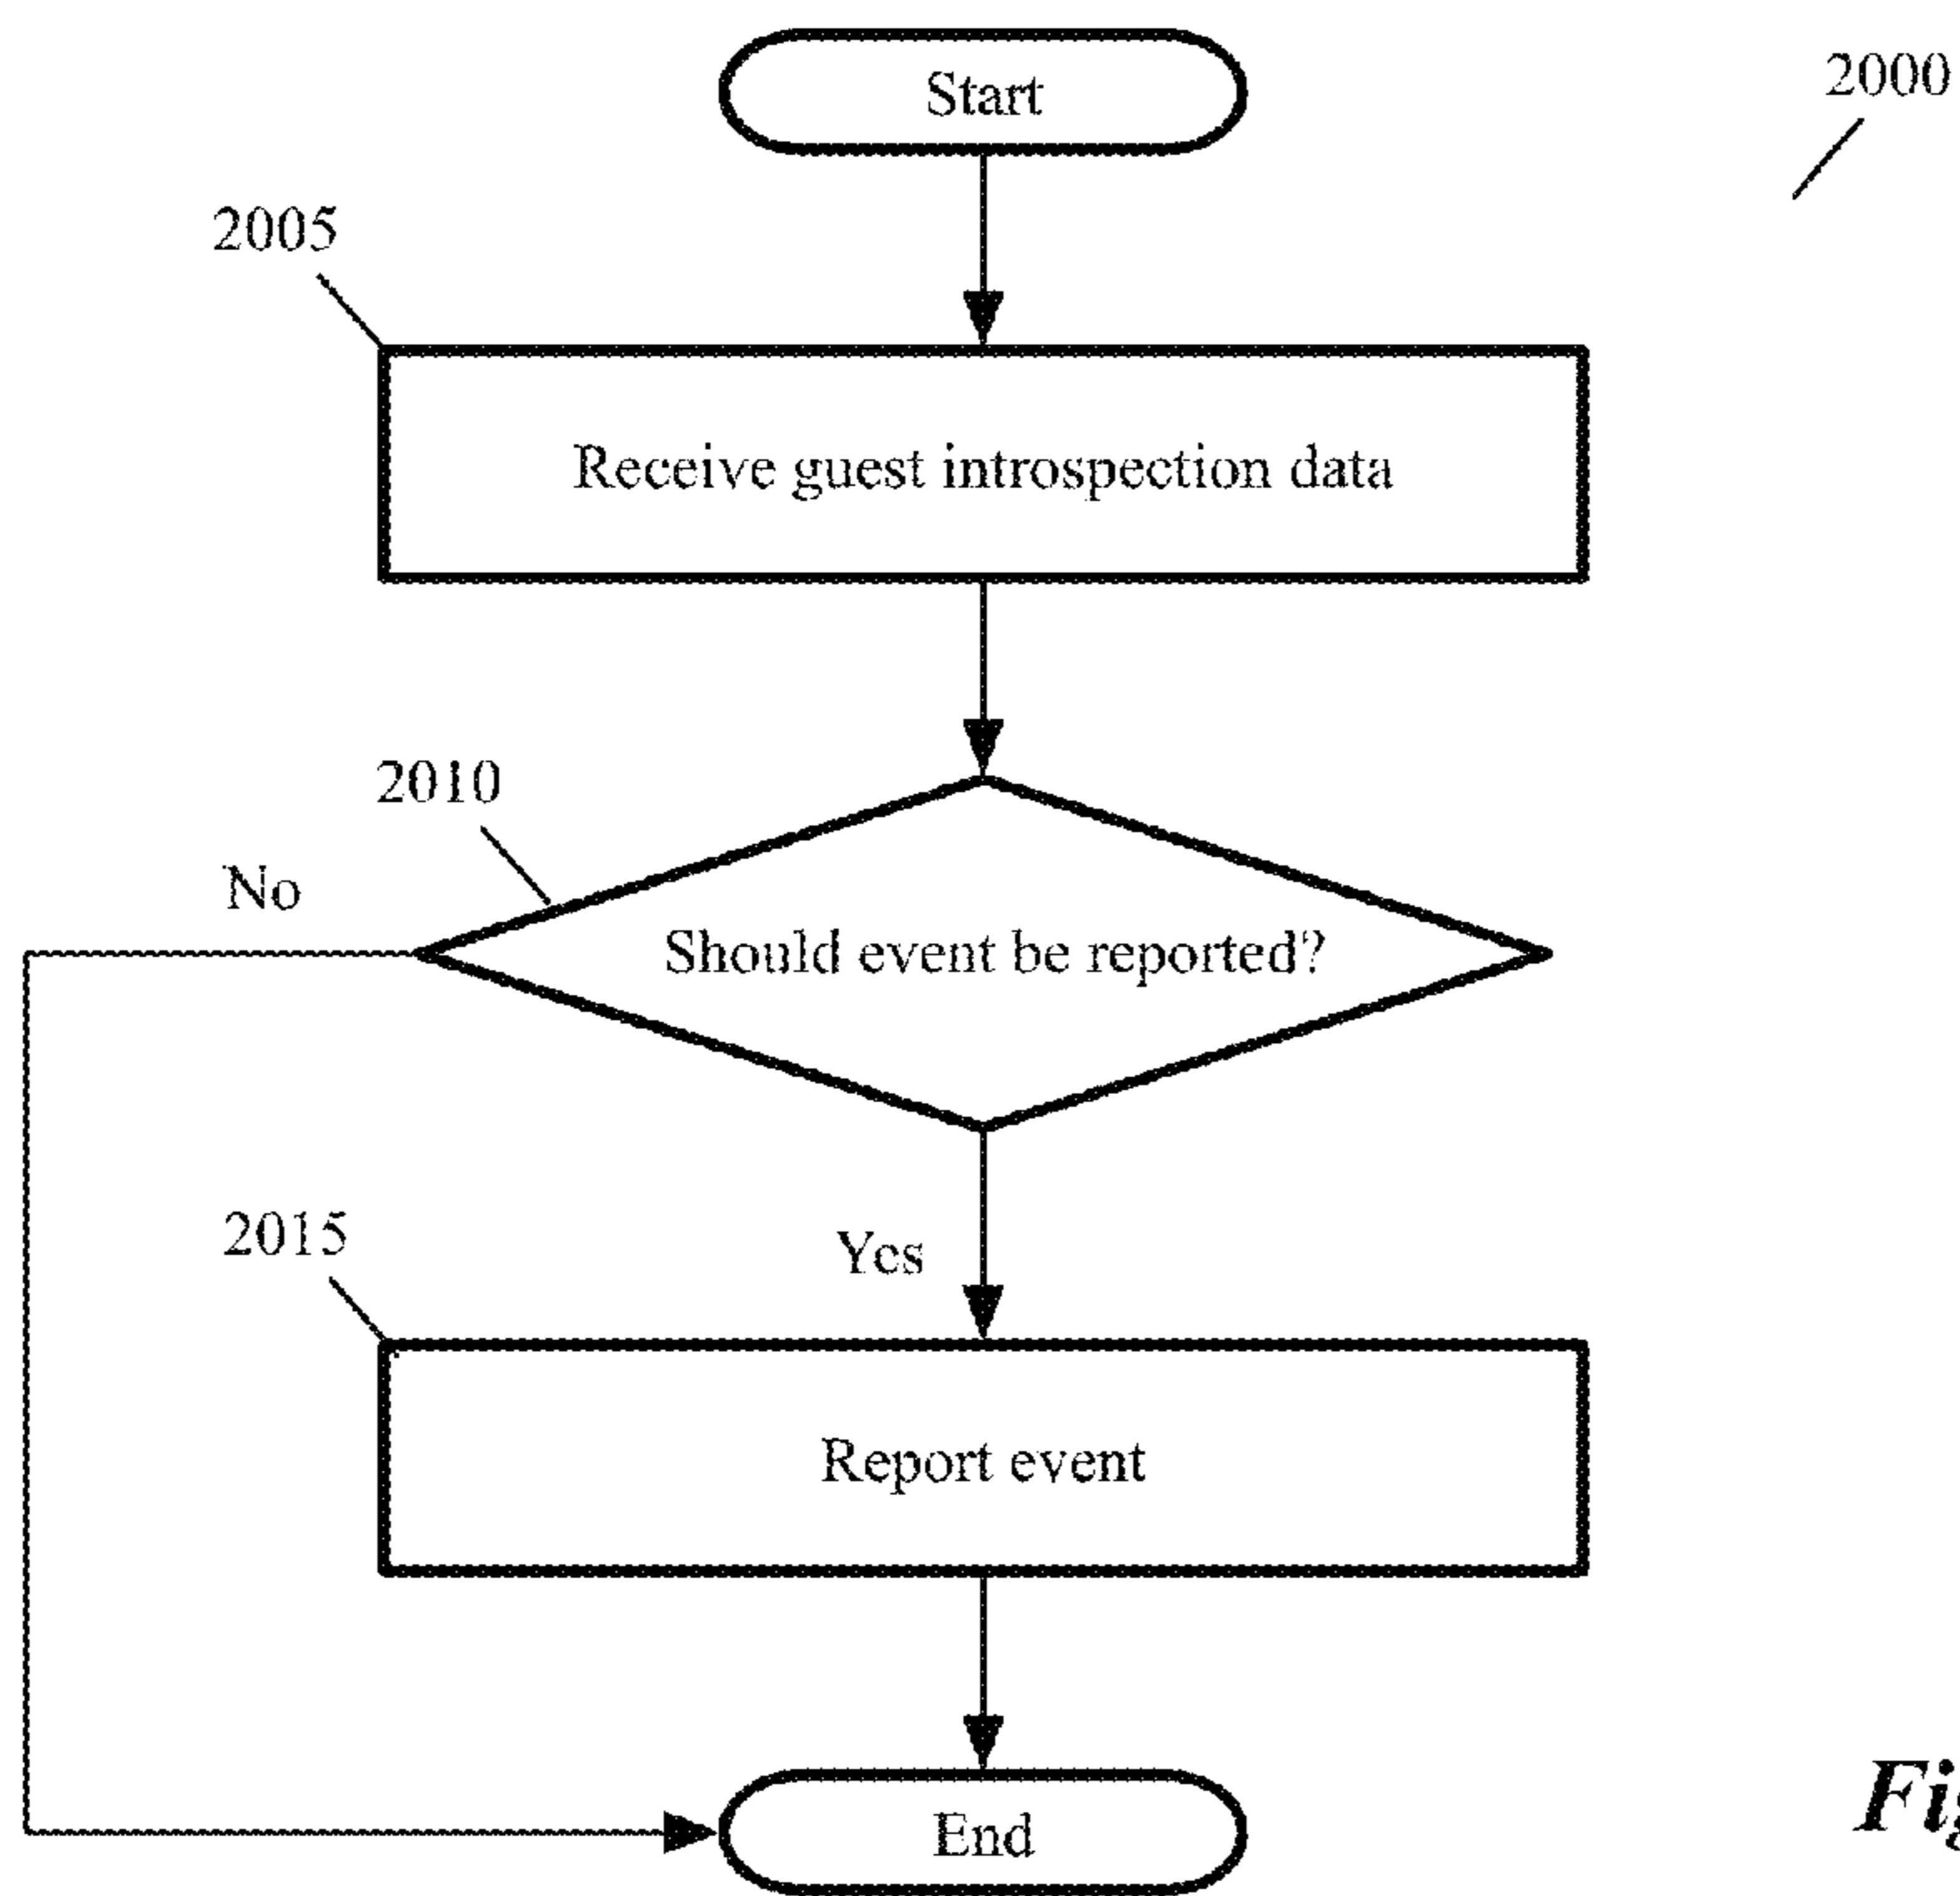 Start
2000
2005
Receive guest introspection data
2010
No
Should event be reported?
2015
Yes
Report event
End